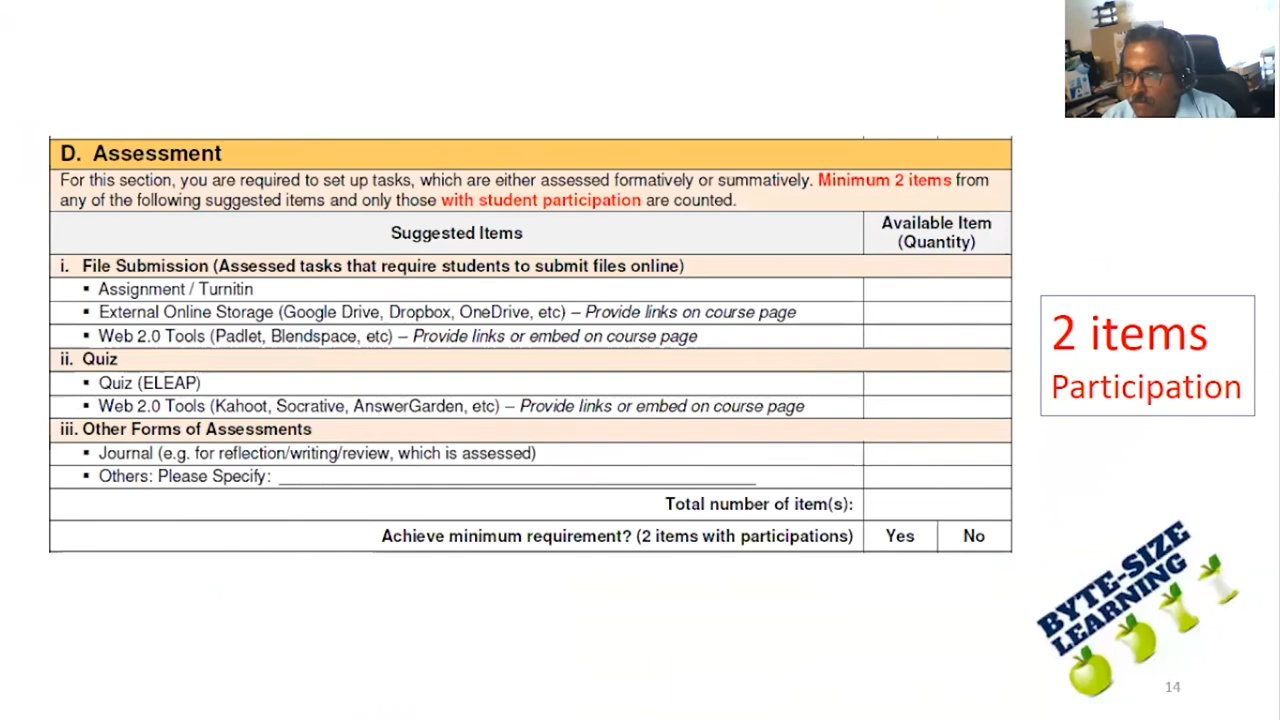 D. Assessment
For this section, you are required to set up tasks, which are either assessed formatively or summatively. Minimum 2 items from
any of the following suggested items and only those with student participation are counted.
Suggested Items
Available Item
(Quantity)
i. File Submission (Assessed tasks that require students to submit files online)
▪ Assignment / Turnitin
▪ External Online Storage (Google Drive, Dropbox, OneDrive, etc) – Provide links on course page
▪ Web 2.0 Tools (Padlet, Blendspace, etc) – Provide links or embed on course page
ii. Quiz
▪ Quiz (ELEAP)
▪ Web 2.0 Tools (Kahoot, Socrative, AnswerGarden, etc) – Provide links or embed on course page
iii. Other Forms of Assessments
▪ Journal (e.g. for reflection/writing/review, which is assessed)
▪ Others: Please Specify:
Total number of item(s):
Achieve minimum requirement? (2 items with participations) Yes No
2 items
Participation
BYTE-SIZE
LEARNING
14